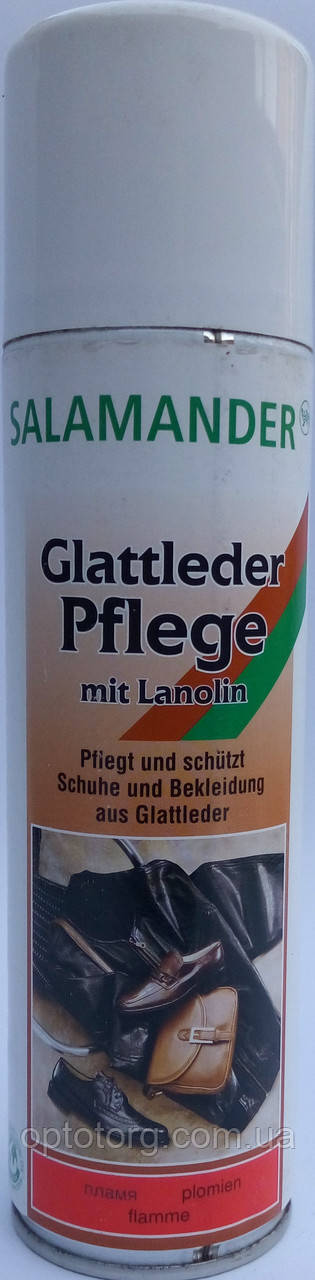 SALAMANDER
Glattleder
Pflege
mit Lanolin
Pflegt und schützt
Schuhe und Bekleidung
aus Glattleder
optotorg.com.ua
пламя plomien
flamme